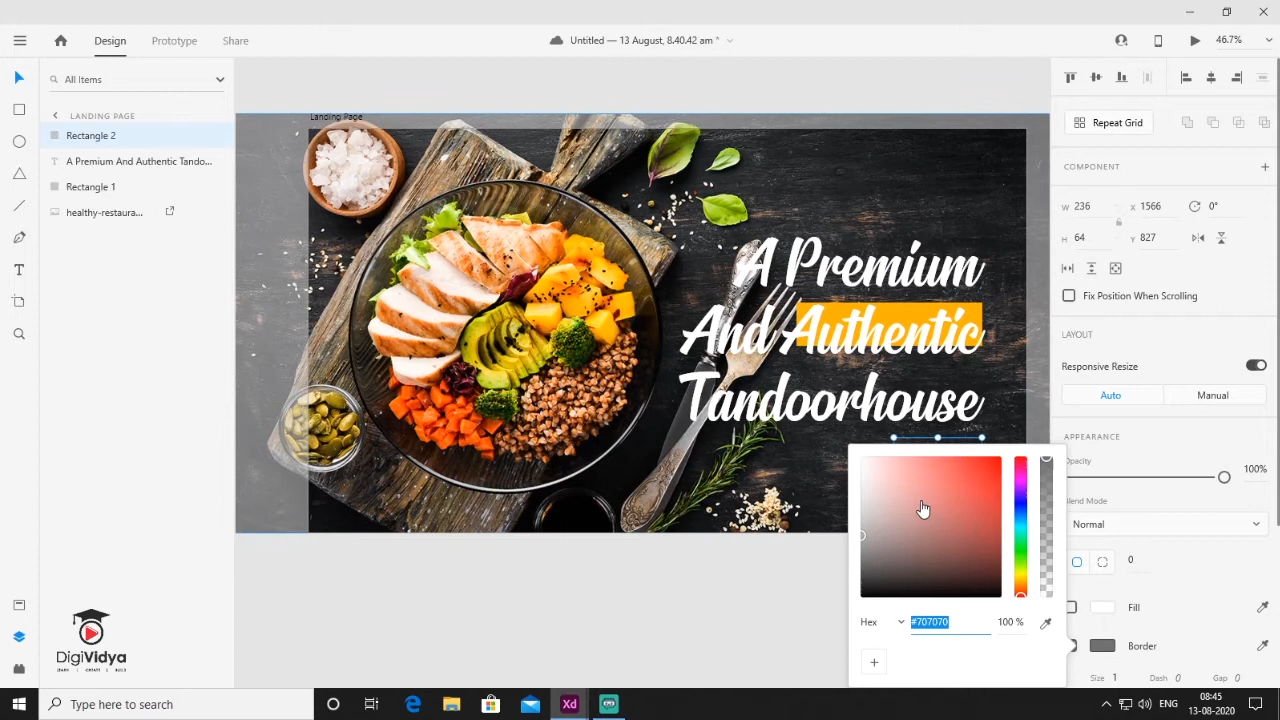 Design
Prototype
Share
Untitled — 13 August, 8.40.42 am *
46.7%
All Items
LANDING PAGE
Rectangle 2
A Premium And Authentic Tando...
Rectangle 1
healthy-restaura...
Landing Page
A Premium
And Authentic
Tandoorhouse
Repeat Grid
COMPONENT
W 236
X 1566
0°
H 64
Y 827
Fix Position When Scrolling
LAYOUT
Responsive Resize
Auto
Manual
APPEARANCE
Opacity
100%
Blend Mode
Normal
0
Fill
Border
Size 1
Dash 0
Gap 0
Hex
#707070
100 %
DigiVidya
LEARN | CREATE | BUILD
Type here to search
Xd
ENG
08:45
13-08-2020